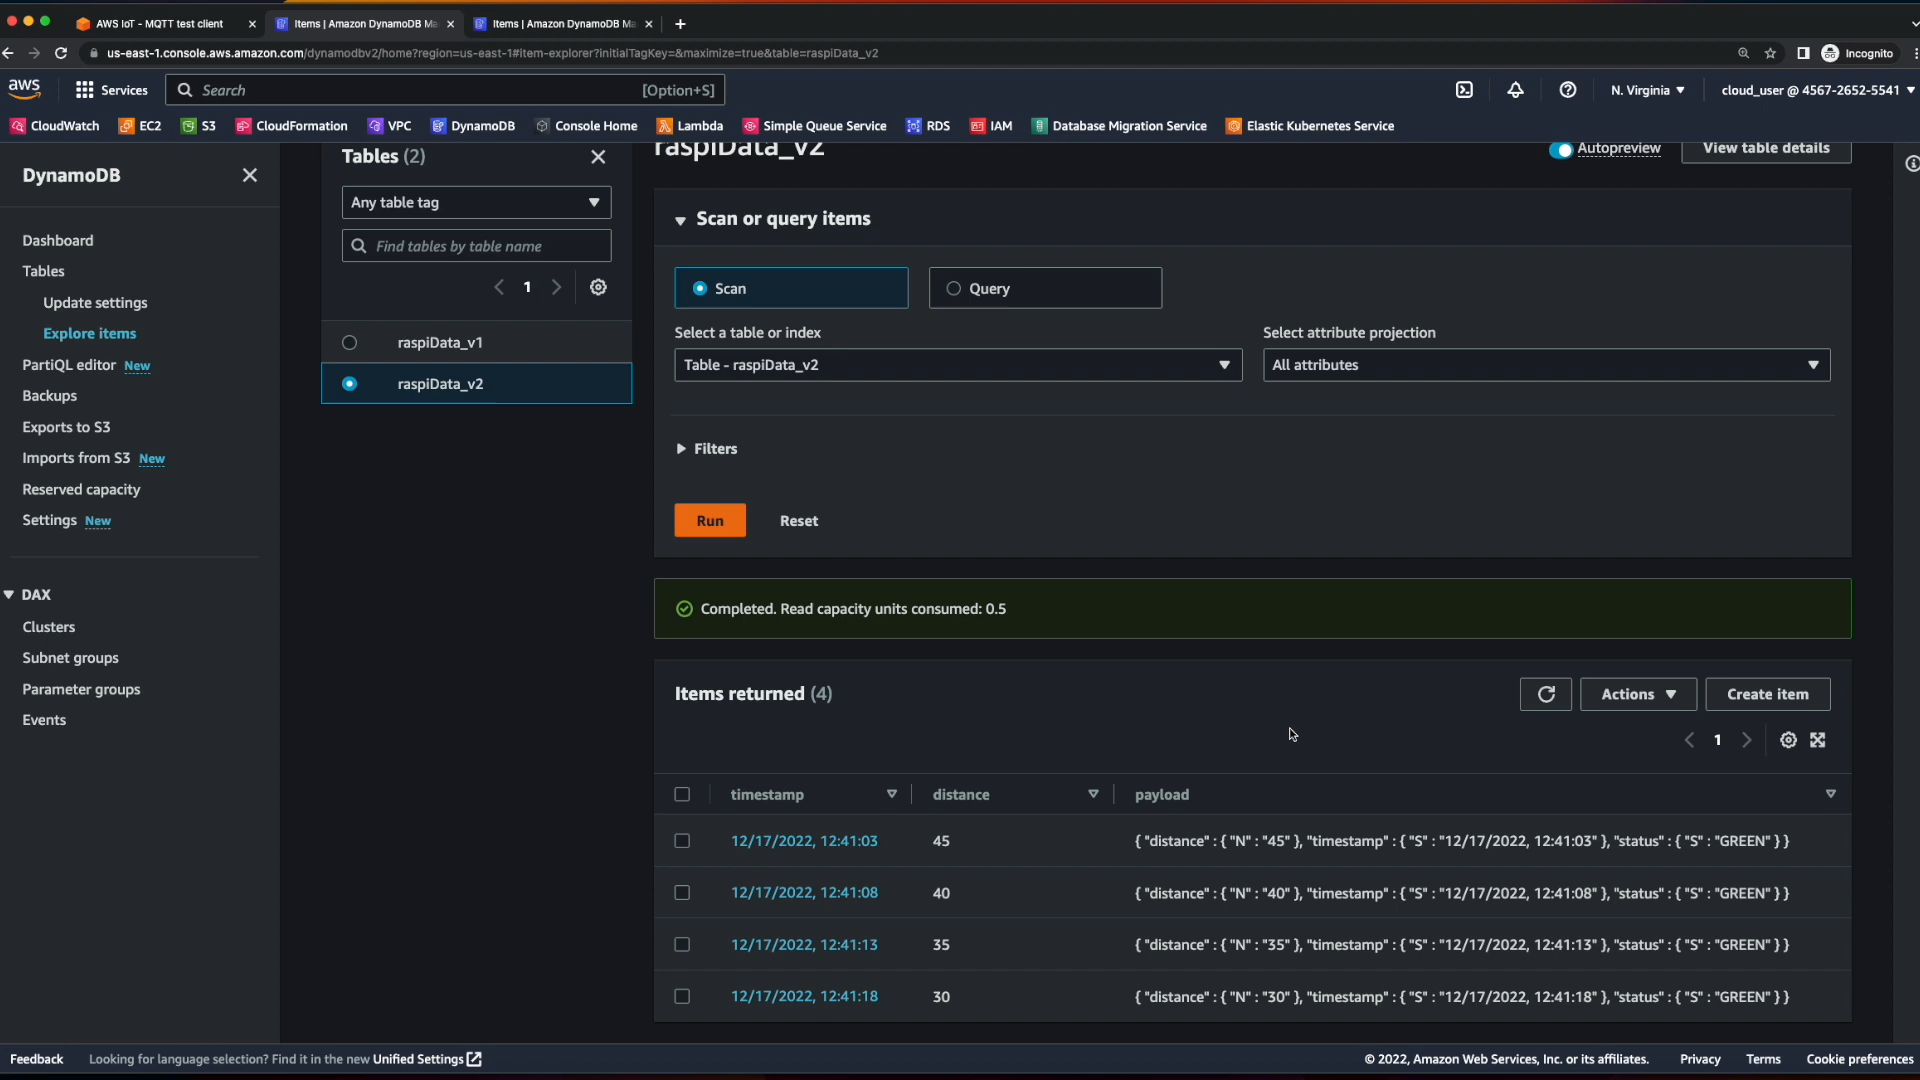 AWS IoT - MQTT test client
Items | Amazon DynamoDB Ma
Items | Amazon DynamoDB Ma
us-east-1.console.aws.amazon.com/dynamodbv2/home?region=us-east-1#item-explorer?initialTagKey=&maximize=true&table=raspiData_v2
Incognito
aws
Services
Search
[Option+S]
N. Virginia
cloud_user @ 4567-2652-5541
CloudWatch
EC2
S3
CloudFormation
VPC
DynamoDB
Console Home
Lambda
Simple Queue Service
RDS
IAM
Database Migration Service
Elastic Kubernetes Service
DynamoDB
Dashboard
Tables
Update settings
Explore items
PartiQL editor New
Backups
Exports to S3
Imports from S3 New
Reserved capacity
Settings New
DAX
Clusters
Subnet groups
Parameter groups
Events
Tables (2)
Any table tag
Find tables by table name
1
raspiData_v1
raspiData_v2
raspiData_v2
Autopreview
View table details
Scan or query items
Scan
Query
Select a table or index
Select attribute projection
Table - raspiData_v2
All attributes
Filters
Run
Reset
Completed. Read capacity units consumed: 0.5
Items returned (4)
Actions
Create item
1
timestamp distance payload
12/17/2022, 12:41:03 45 { "distance" : { "N" : "45" }, "timestamp" : { "S" : "12/17/2022, 12:41:03" }, "status" : { "S" : "GREEN" } }
12/17/2022, 12:41:08 40 { "distance" : { "N" : "40" }, "timestamp" : { "S" : "12/17/2022, 12:41:08" }, "status" : { "S" : "GREEN" } }
12/17/2022, 12:41:13 35 { "distance" : { "N" : "35" }, "timestamp" : { "S" : "12/17/2022, 12:41:13" }, "status" : { "S" : "GREEN" } }
12/17/2022, 12:41:18 30 { "distance" : { "N" : "30" }, "timestamp" : { "S" : "12/17/2022, 12:41:18" }, "status" : { "S" : "GREEN" } }
Feedback
Looking for language selection? Find it in the new Unified Settings
© 2022, Amazon Web Services, Inc. or its affiliates.
Privacy
Terms
Cookie preferences